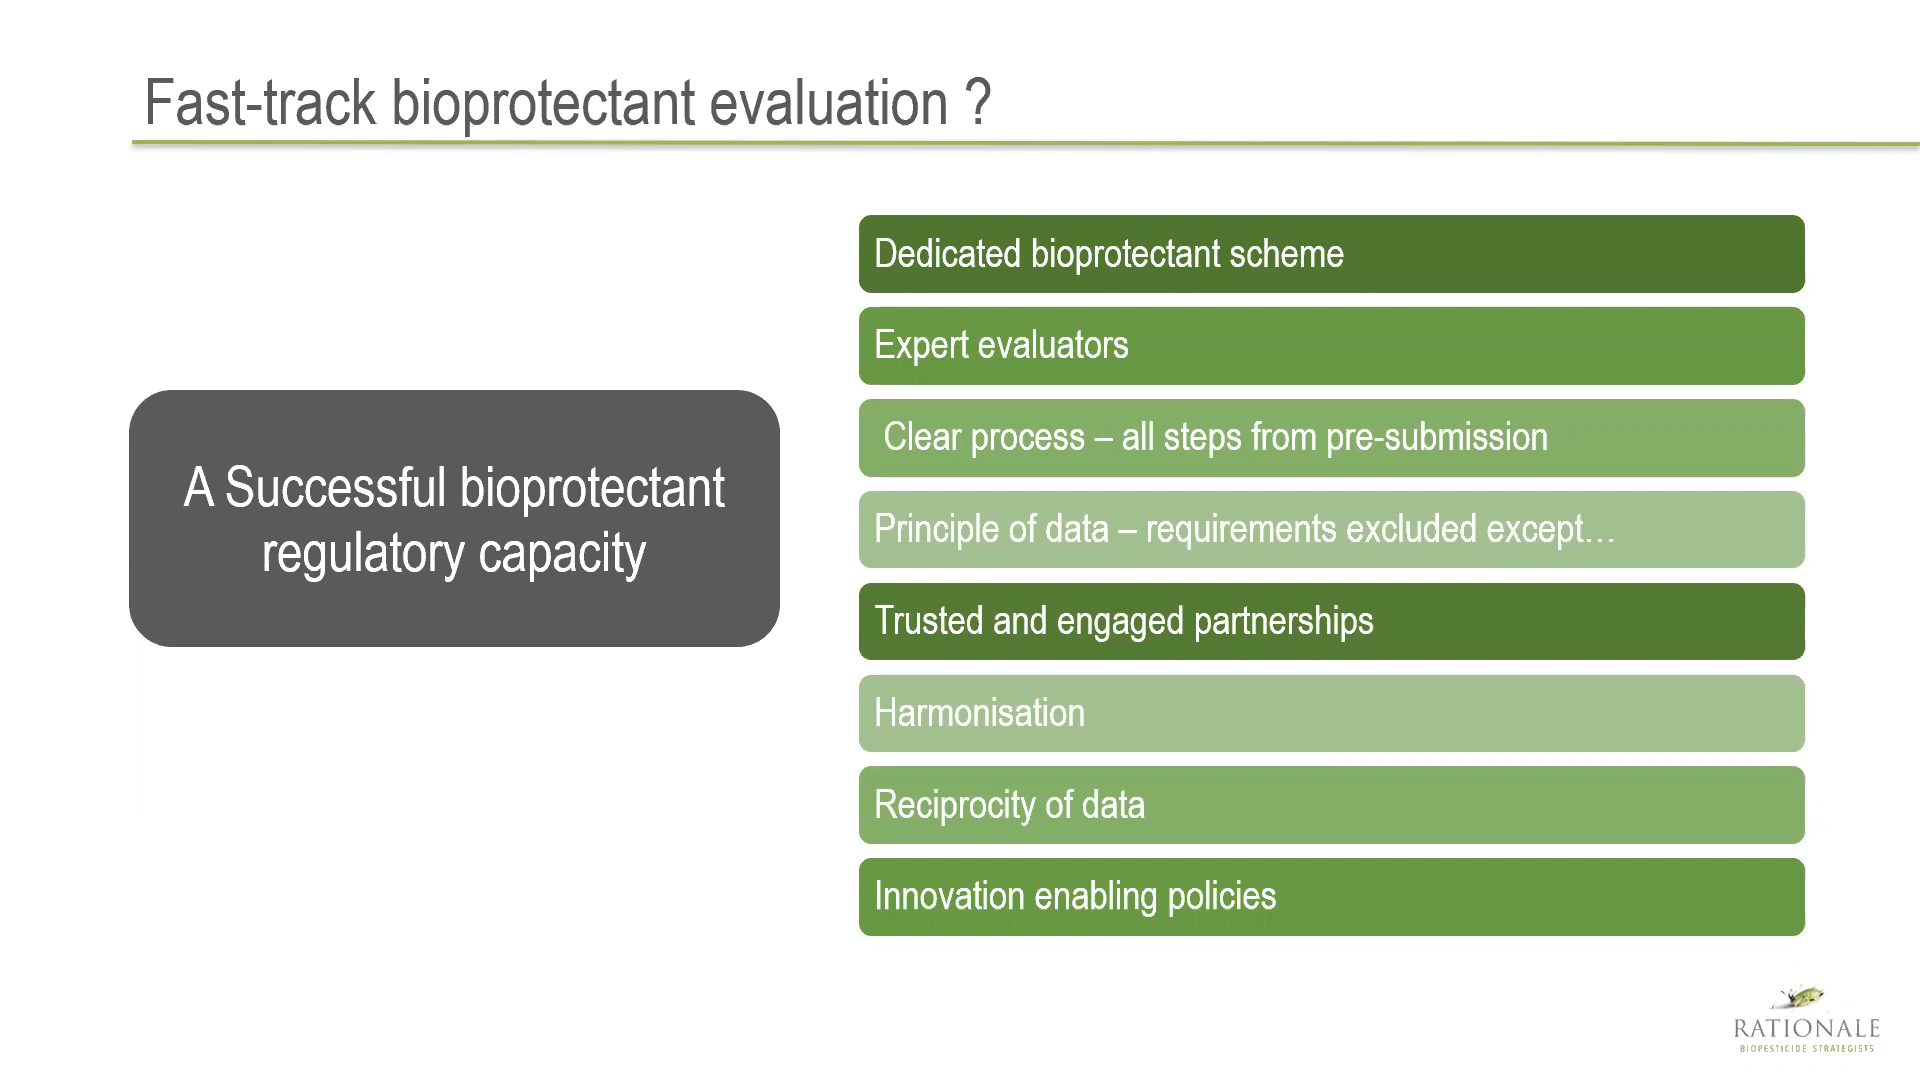 Fast-track bioprotectant evaluation ?
A Successful bioprotectant
regulatory capacity
Dedicated bioprotectant scheme
Expert evaluators
Clear process – all steps from pre-submission
Principle of data – requirements excluded except…
Trusted and engaged partnerships
Harmonisation
Reciprocity of data
Innovation enabling policies
RATIONALE
BIOPESTICIDE STRATEGISTS